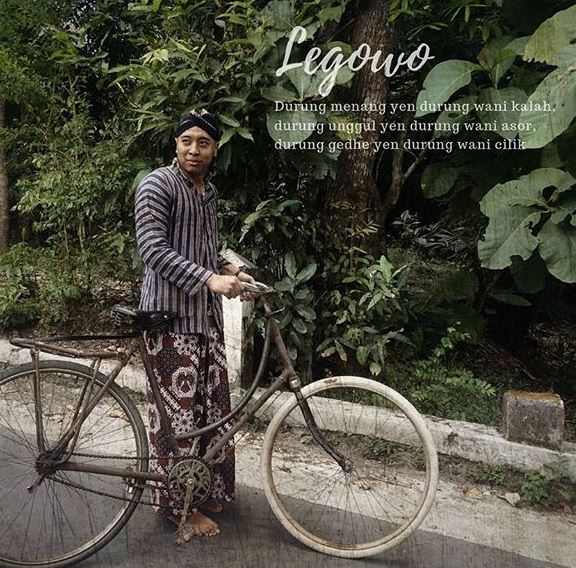 Legowo
Durung menang yen durung wani kalah,
durung unggul yen durung wani asor,
durung gedhe yen durung wani cilik